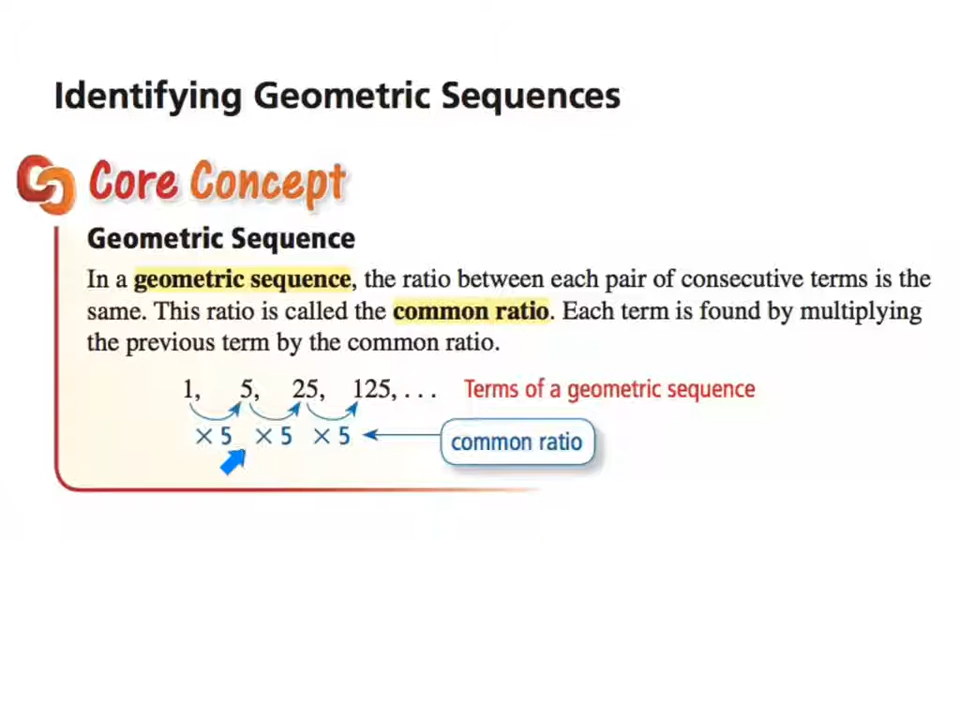 Identifying Geometric Sequences
Core Concept
Geometric Sequence
In a geometric sequence, the ratio between each pair of consecutive terms is the
same. This ratio is called the common ratio. Each term is found by multiplying
the previous term by the common ratio.
1, 5, 25, 125, . . . Terms of a geometric sequence
× 5 × 5 × 5 common ratio